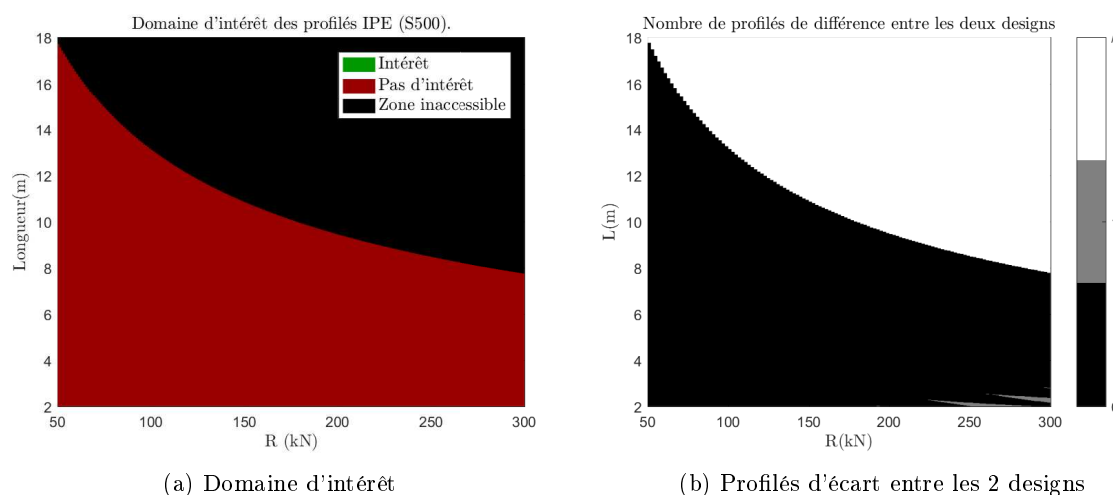 Domaine d'intérêt des profilés IPE (S500).
18
16
14
12
10
8
6
4
2
Longueur(m)
Intérêt
Pas d'intérêt
Zone inaccessible
50
100
150
200
250
300
R (kN)
(a) Domaine d'intérêt
Nombre de profilés de différence entre les deux designs
18
16
14
12
10
8
6
4
2
L(m)
50
100
150
200
250
300
R(kN)
(b) Profilés d'écart entre les 2 designs